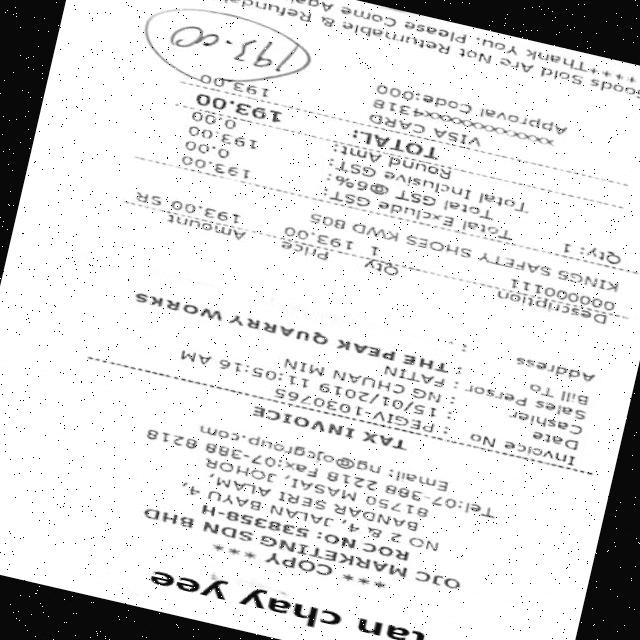 tan chay yee
*** COPY ***
OJC MARKETING SDN BHD
ROC NO: 538358-H
NO 2 & 4, JALAN BAYU 4,
BANDAR SERI ALAM,
81750 MASAI, JOHOR
Tel:07-388 2218 Fax:07-388 8218
Email: ng@ojcgroup.com
TAX INVOICE
Invoice No : PEGIV-1030765
Date : 15/01/2019 11:05:16 AM
Cashier : NG CHUAN MIN
Sales Persor : FATIN
Bill To : THE PEAK QUARRY WORKS
Address :
Description Qty Price Amount
000000111 1 193.00 193.00 SR
KINGS SAFETY SHOES KWD 805
Qty: 1 Total Exclude GST: 193.00
Total GST @6%: 0.00
Total Inclusive GST: 193.00
Round Amt: 0.00
TOTAL: 193.00
VISA CARD 193.00
xxxxxxxxxxxx4318
Approval Code:000
193.00
Goods Sold Are Not Returnable & Refundab
****Thank You. Please Come Again